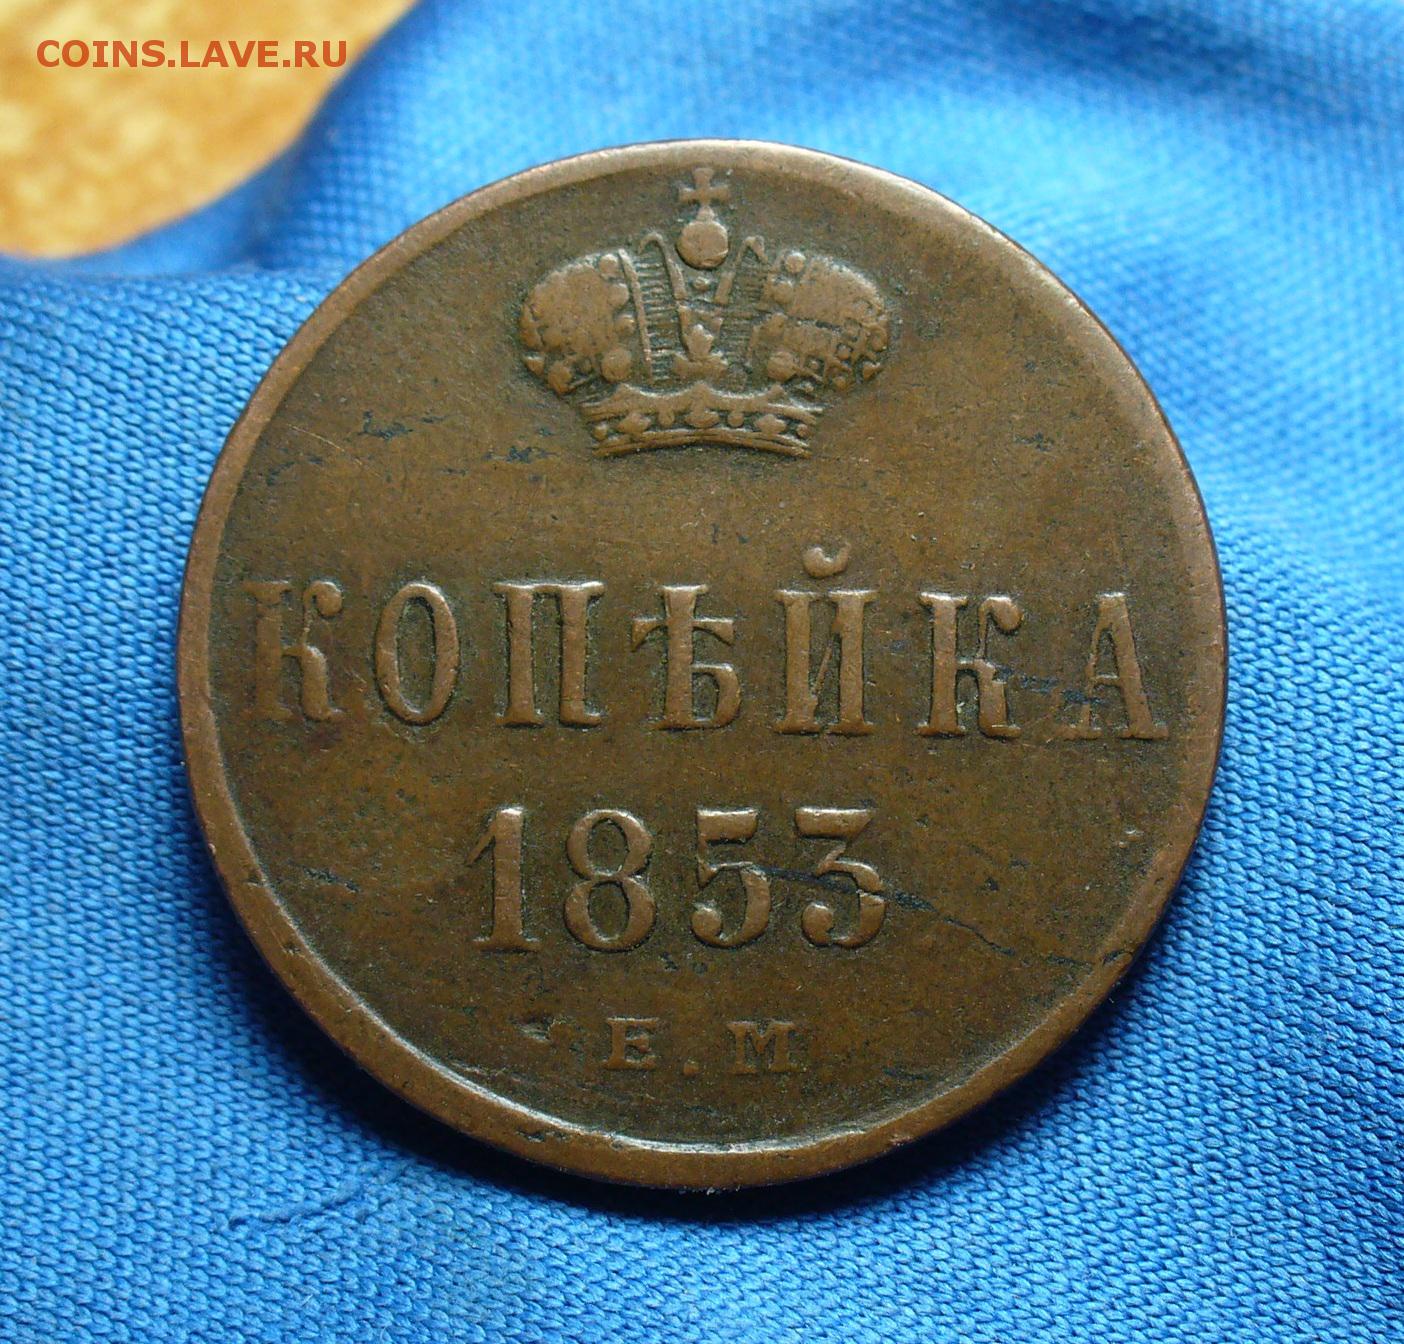 COINS.LAVE.RU
КОПѢЙКА
1853
Е.М